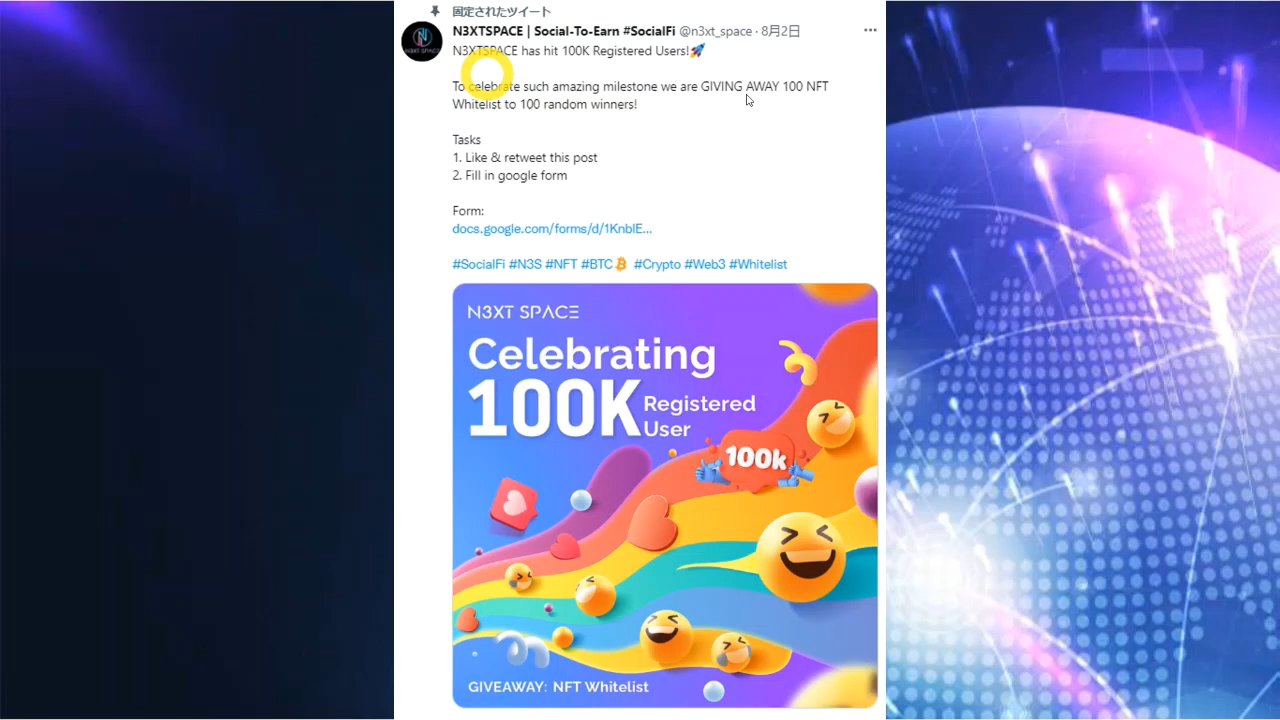 固定されたツイート
N3XTSPACE | Social-To-Earn #SocialFi @n3xt_space · 8月2日
N3XTSPACE has hit 100K Registered Users!🚀
To celebrate such amazing milestone we are GIVING AWAY 100 NFT
Whitelist to 100 random winners!
Tasks
1. Like & retweet this post
2. Fill in google form
Form:
docs.google.com/forms/d/1KnblE...
#SocialFi #N3S #NFT #BTC #Crypto #Web3 #Whitelist
N3XT SPACE
Celebrating
100K Registered
User
100k
GIVEAWAY: NFT Whitelist
N3XT SPACE